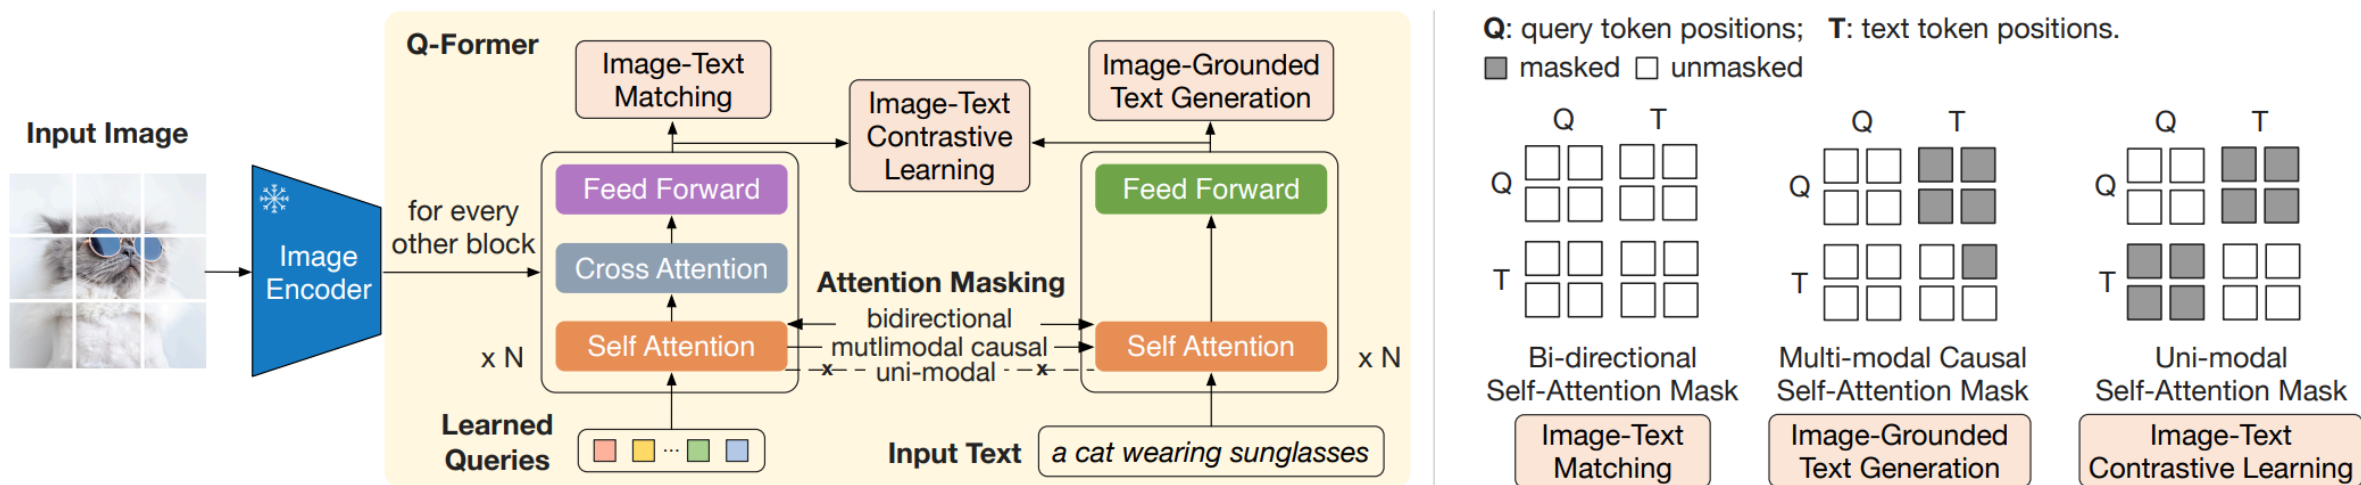 Input Image
Image
Encoder
for every
other block
Q-Former
Image-Text
Matching
Image-Text
Contrastive
Learning
Image-Grounded
Text Generation
Feed Forward
Cross Attention
Self Attention
x N
Feed Forward
Self Attention
x N
Attention Masking
bidirectional
mutlimodal causal
x uni-modal x
Learned
Queries
...
Input Text
a cat wearing sunglasses
Q: query token positions; T: text token positions.
masked unmasked
Q T
Q
T
Bi-directional
Self-Attention Mask
Image-Text
Matching
Q T
Q
T
Multi-modal Causal
Self-Attention Mask
Image-Grounded
Text Generation
Q T
Q
T
Uni-modal
Self-Attention Mask
Image-Text
Contrastive Learning